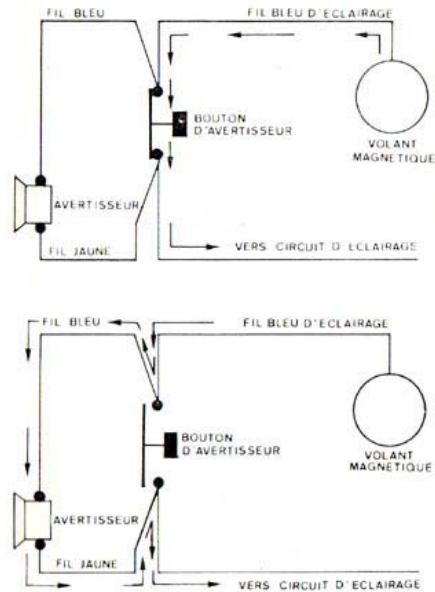 FIL BLEU
FIL BLEU D'ECLAIRAGE
BOUTON
D'AVERTISSEUR
VOLANT
MAGNETIQUE
AVERTISSEUR
FIL JAUNE
VERS CIRCUIT D ECLAIRAGE
FIL BLEU
FIL BLEU D'ECLAIRAGE
BOUTON
D'AVERTISSEUR
VOLANT
MAGNETIQUE
AVERTISSEUR
FIL JAUNE
VERS CIRCUIT D'ECLAIRAGE